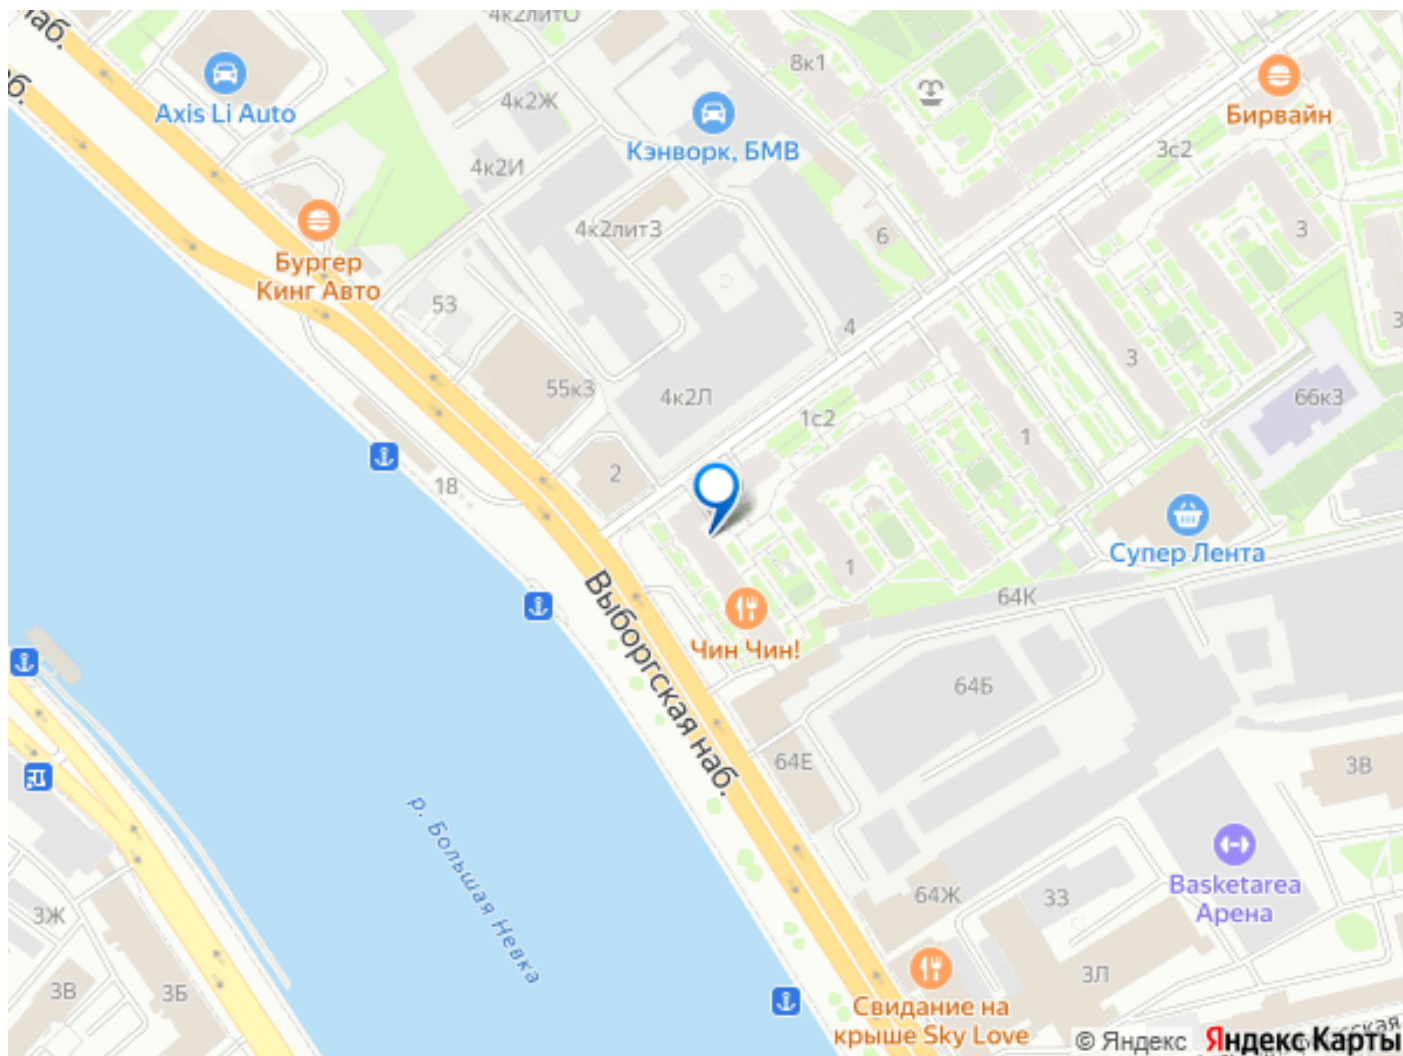 наб.
4к2литО
8к1
Axis Li Auto
4к2Ж
Кэнворк, БМВ
Бирвайн
3с2
4к2И
4к2лит3
6
3
Бургер
Кинг Авто
53
4
3
3
55к3
4к2Л
1с2
66к3
1
2
18
Супер Лента
1
64К
Выборгская наб.
Чин Чин!
64Б
64Е
3В
р. Большая Невка
Basketarea
Арена
64Ж
33
3Ж
3Л
3В
3Б
Свидание на
крыше Sky Love
© Яндекс Яндекс Карты